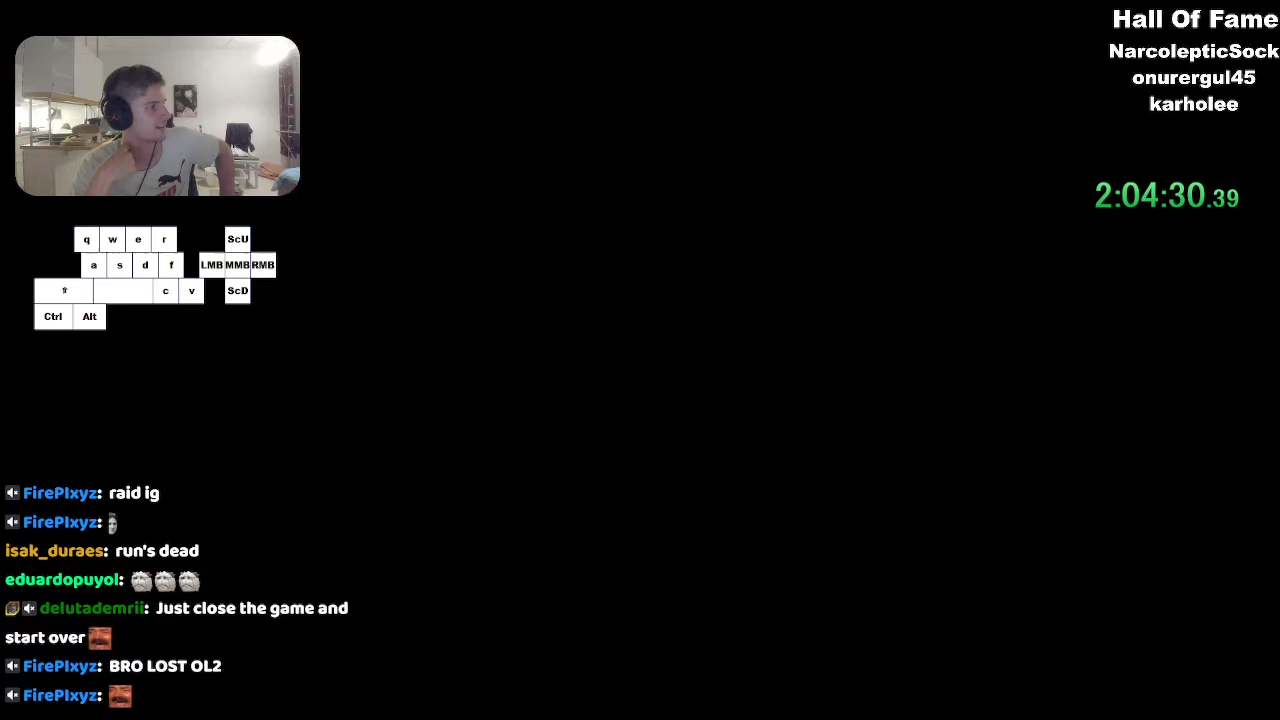 Hall Of Fame
NarcolepticSock
onurergul45
karholee
2:04:30.39
q w e r ScU
a s d f LMB MMB RMB
⇧ c v ScD
Ctrl Alt
FirePIxyz: raid ig
FirePIxyz:
isak_duraes: run's dead
eduardopuyol:
delutademrii: Just close the game and
start over
FirePIxyz: BRO LOST OL2
FirePIxyz: